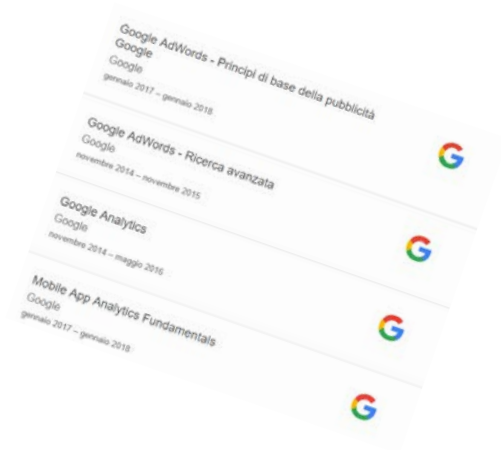 Google AdWords - Principi di base della pubblicità
Google
Google
gennaio 2017 – gennaio 2018
Google AdWords - Ricerca avanzata
Google
novembre 2014 – novembre 2015
Google Analytics
Google
novembre 2014 – maggio 2016
Mobile App Analytics Fundamentals
Google
gennaio 2017 – gennaio 2018